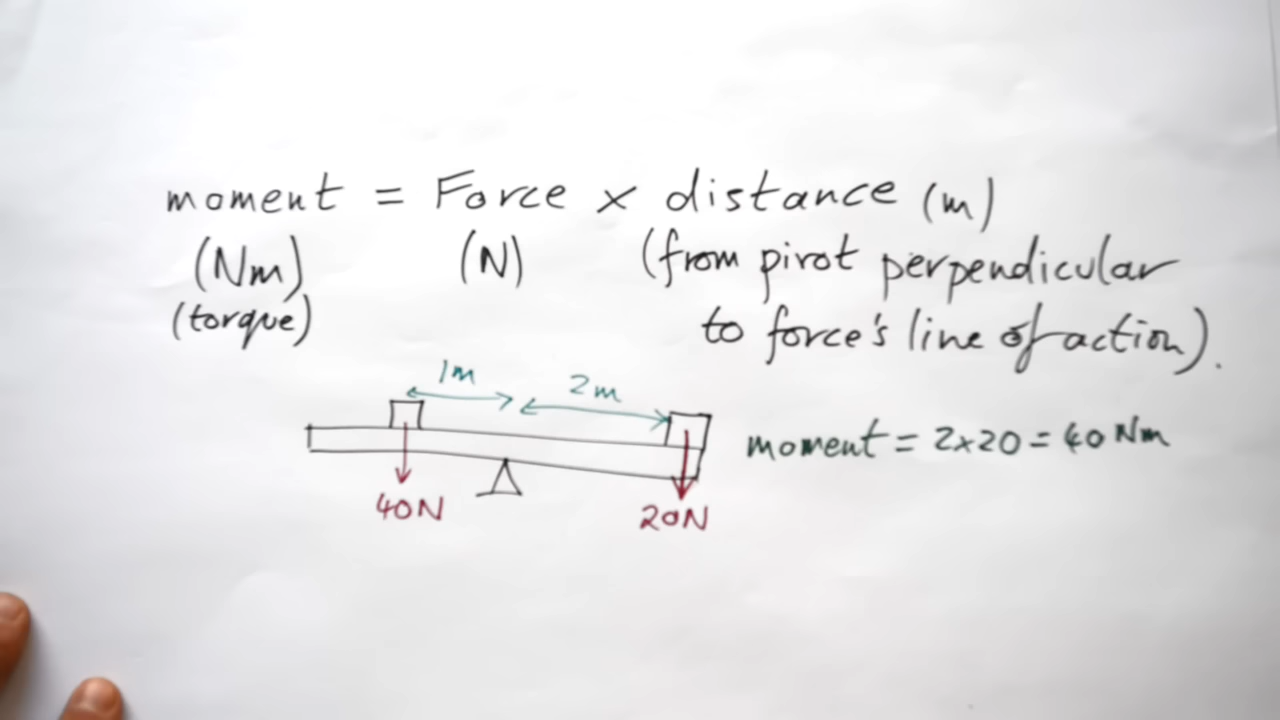 moment = Force x distance (m)
(Nm) (N) (from pivot perpendicular
(torque) to force's line of action).
1m 2m
moment = 2x20 = 40 Nm
40N 20N